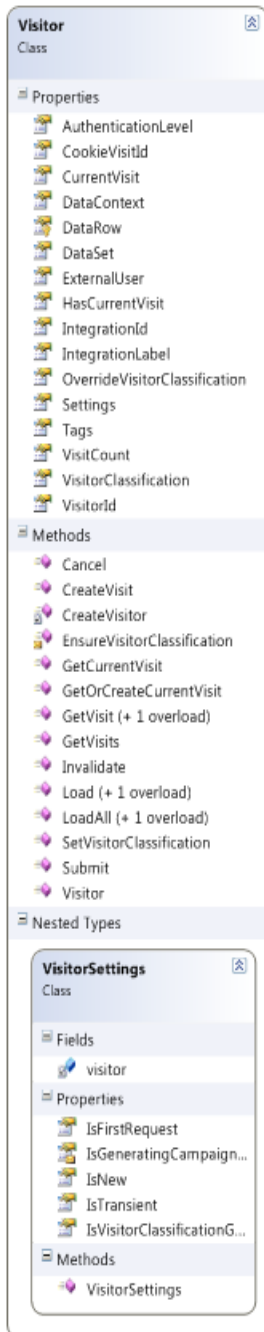 Visitor
Class
Properties
AuthenticationLevel
CookieVisitId
CurrentVisit
DataContext
DataRow
DataSet
ExternalUser
HasCurrentVisit
IntegrationId
IntegrationLabel
OverrideVisitorClassification
Settings
Tags
VisitCount
VisitorClassification
VisitorId
Methods
Cancel
CreateVisit
CreateVisitor
EnsureVisitorClassification
GetCurrentVisit
GetOrCreateCurrentVisit
GetVisit (+ 1 overload)
GetVisits
Invalidate
Load (+ 1 overload)
LoadAll (+ 1 overload)
SetVisitorClassification
Submit
Visitor
Nested Types
VisitorSettings
Class
Fields
visitor
Properties
IsFirstRequest
IsGeneratingCampaign...
IsNew
IsTransient
IsVisitorClassificationG...
Methods
VisitorSettings